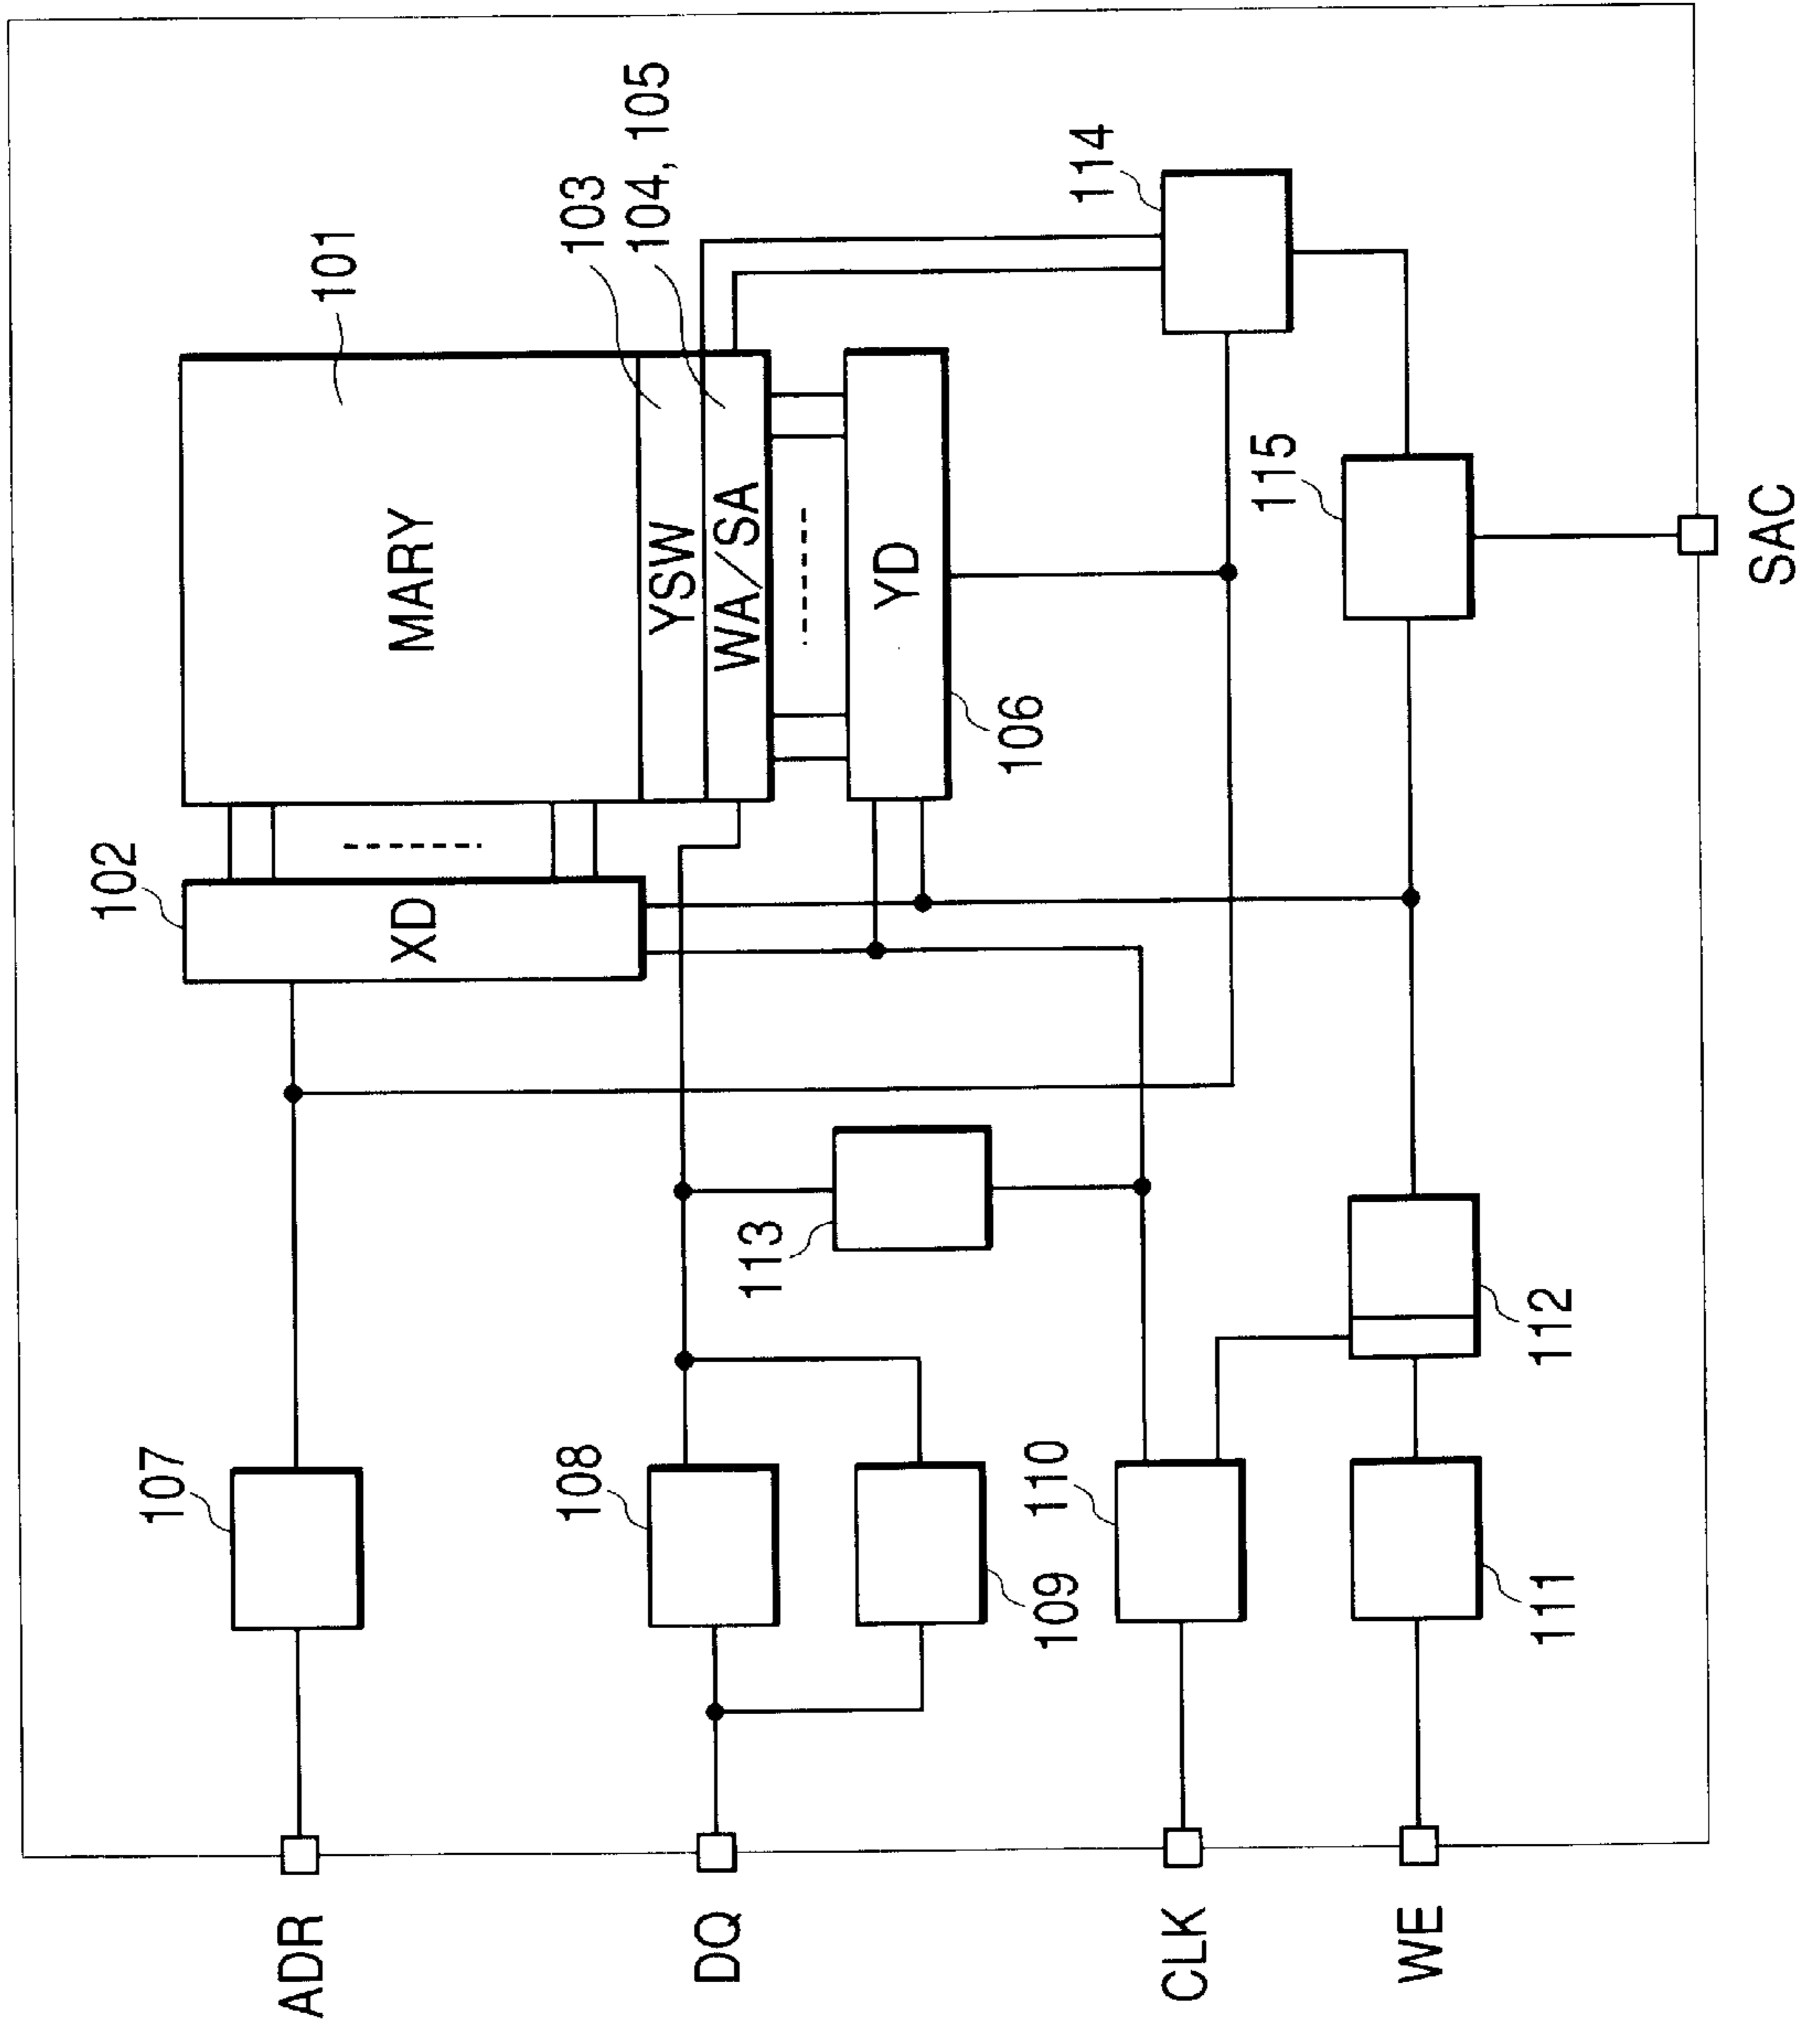 101
103
104, 105
102
MARY
YSW
WA/SA
XD
YD
106
107
108
109
110
111
112
113
114
115
ADR
DQ
CLK
WE
SAC